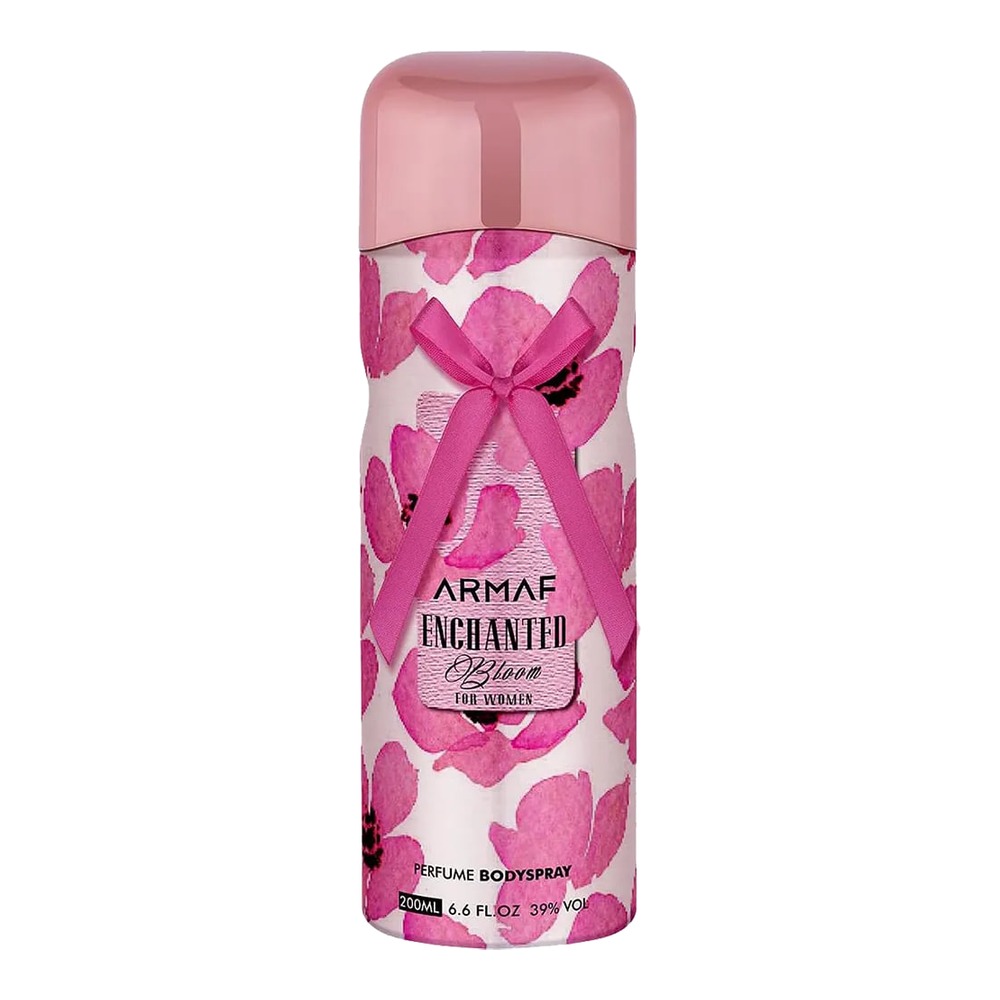 ARMAF
ENCHANTED
Bloom
FOR WOMEN
PERFUME BODYSPRAY
200ML 6.6 FL.OZ 39% VOL